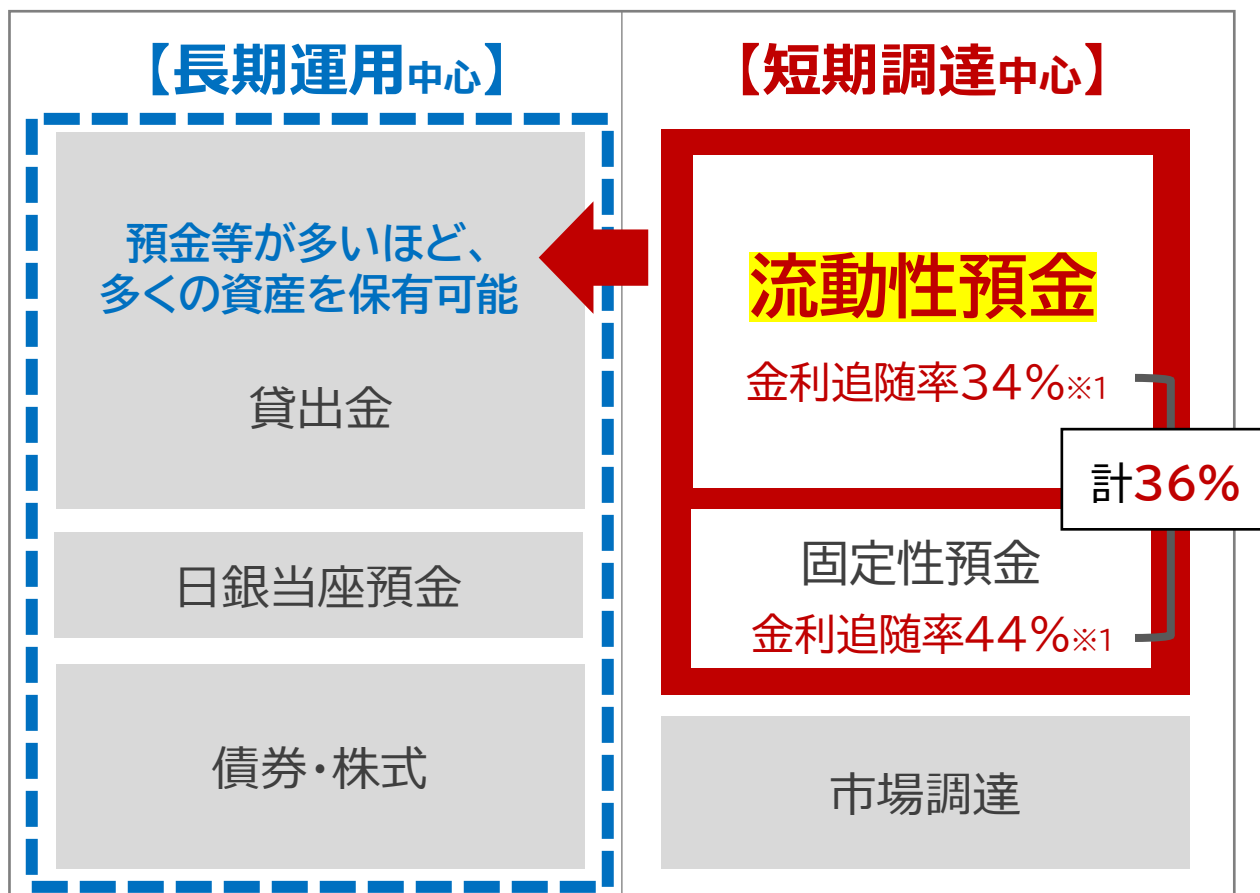 【長期運用中心】
預金等が多いほど、
多くの資産を保有可能
貸出金
日銀当座預金
債券・株式
【短期調達中心】
流動性預金
金利追随率34%※1
計36%
固定性預金
金利追随率44%※1
市場調達